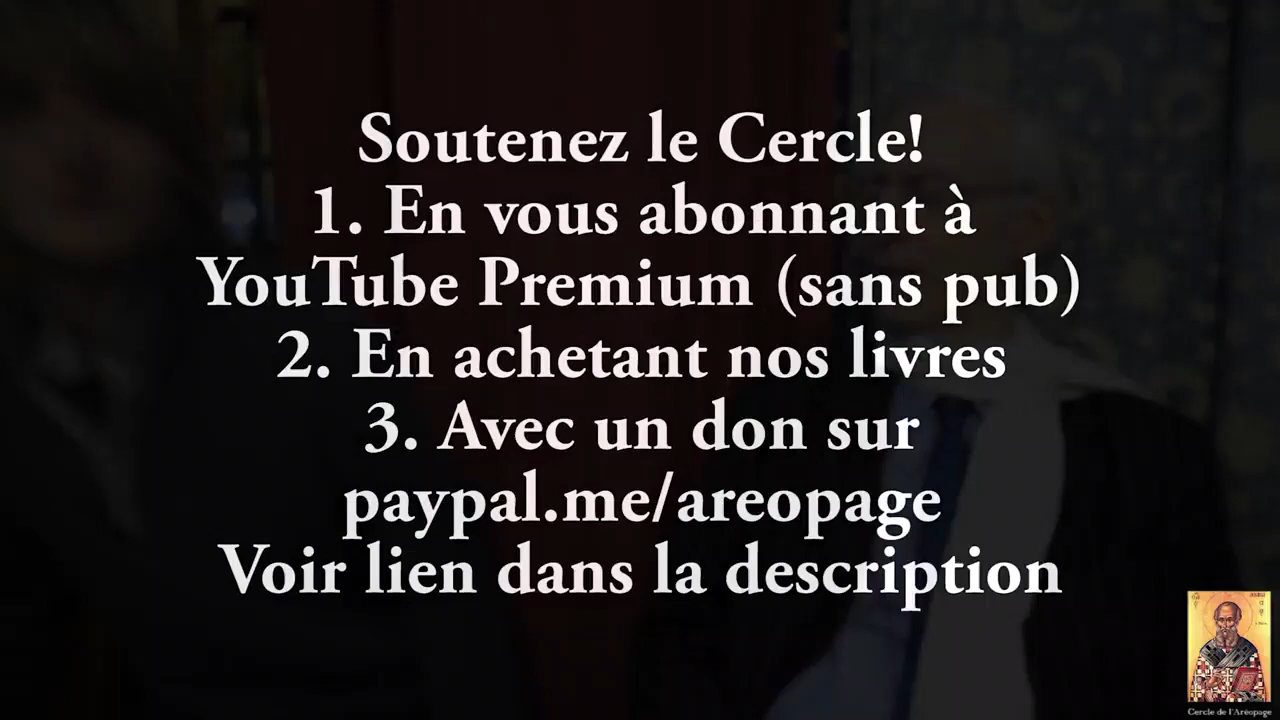 Soutenez le Cercle!
1. En vous abonnant à
YouTube Premium (sans pub)
2. En achetant nos livres
3. Avec un don sur
paypal.me/areopage
Voir lien dans la description
Cercle de l'Aréopage